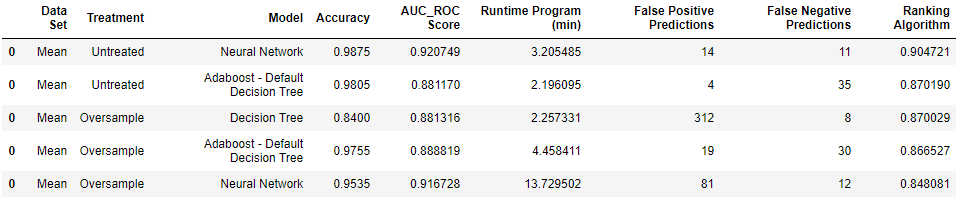 Data Set Treatment Model Accuracy AUC_ROC Score Runtime Program (min) False Positive Predictions False Negative Predictions Ranking Algorithm
0 Mean Untreated Neural Network 0.9875 0.920749 3.205485 14 11 0.904721
0 Mean Untreated Adaboost - Default Decision Tree 0.9805 0.881170 2.196095 4 35 0.870190
0 Mean Oversample Decision Tree 0.8400 0.881316 2.257331 312 8 0.870029
0 Mean Oversample Adaboost - Default Decision Tree 0.9755 0.888819 4.458411 19 30 0.866527
0 Mean Oversample Neural Network 0.9535 0.916728 13.729502 81 12 0.848081